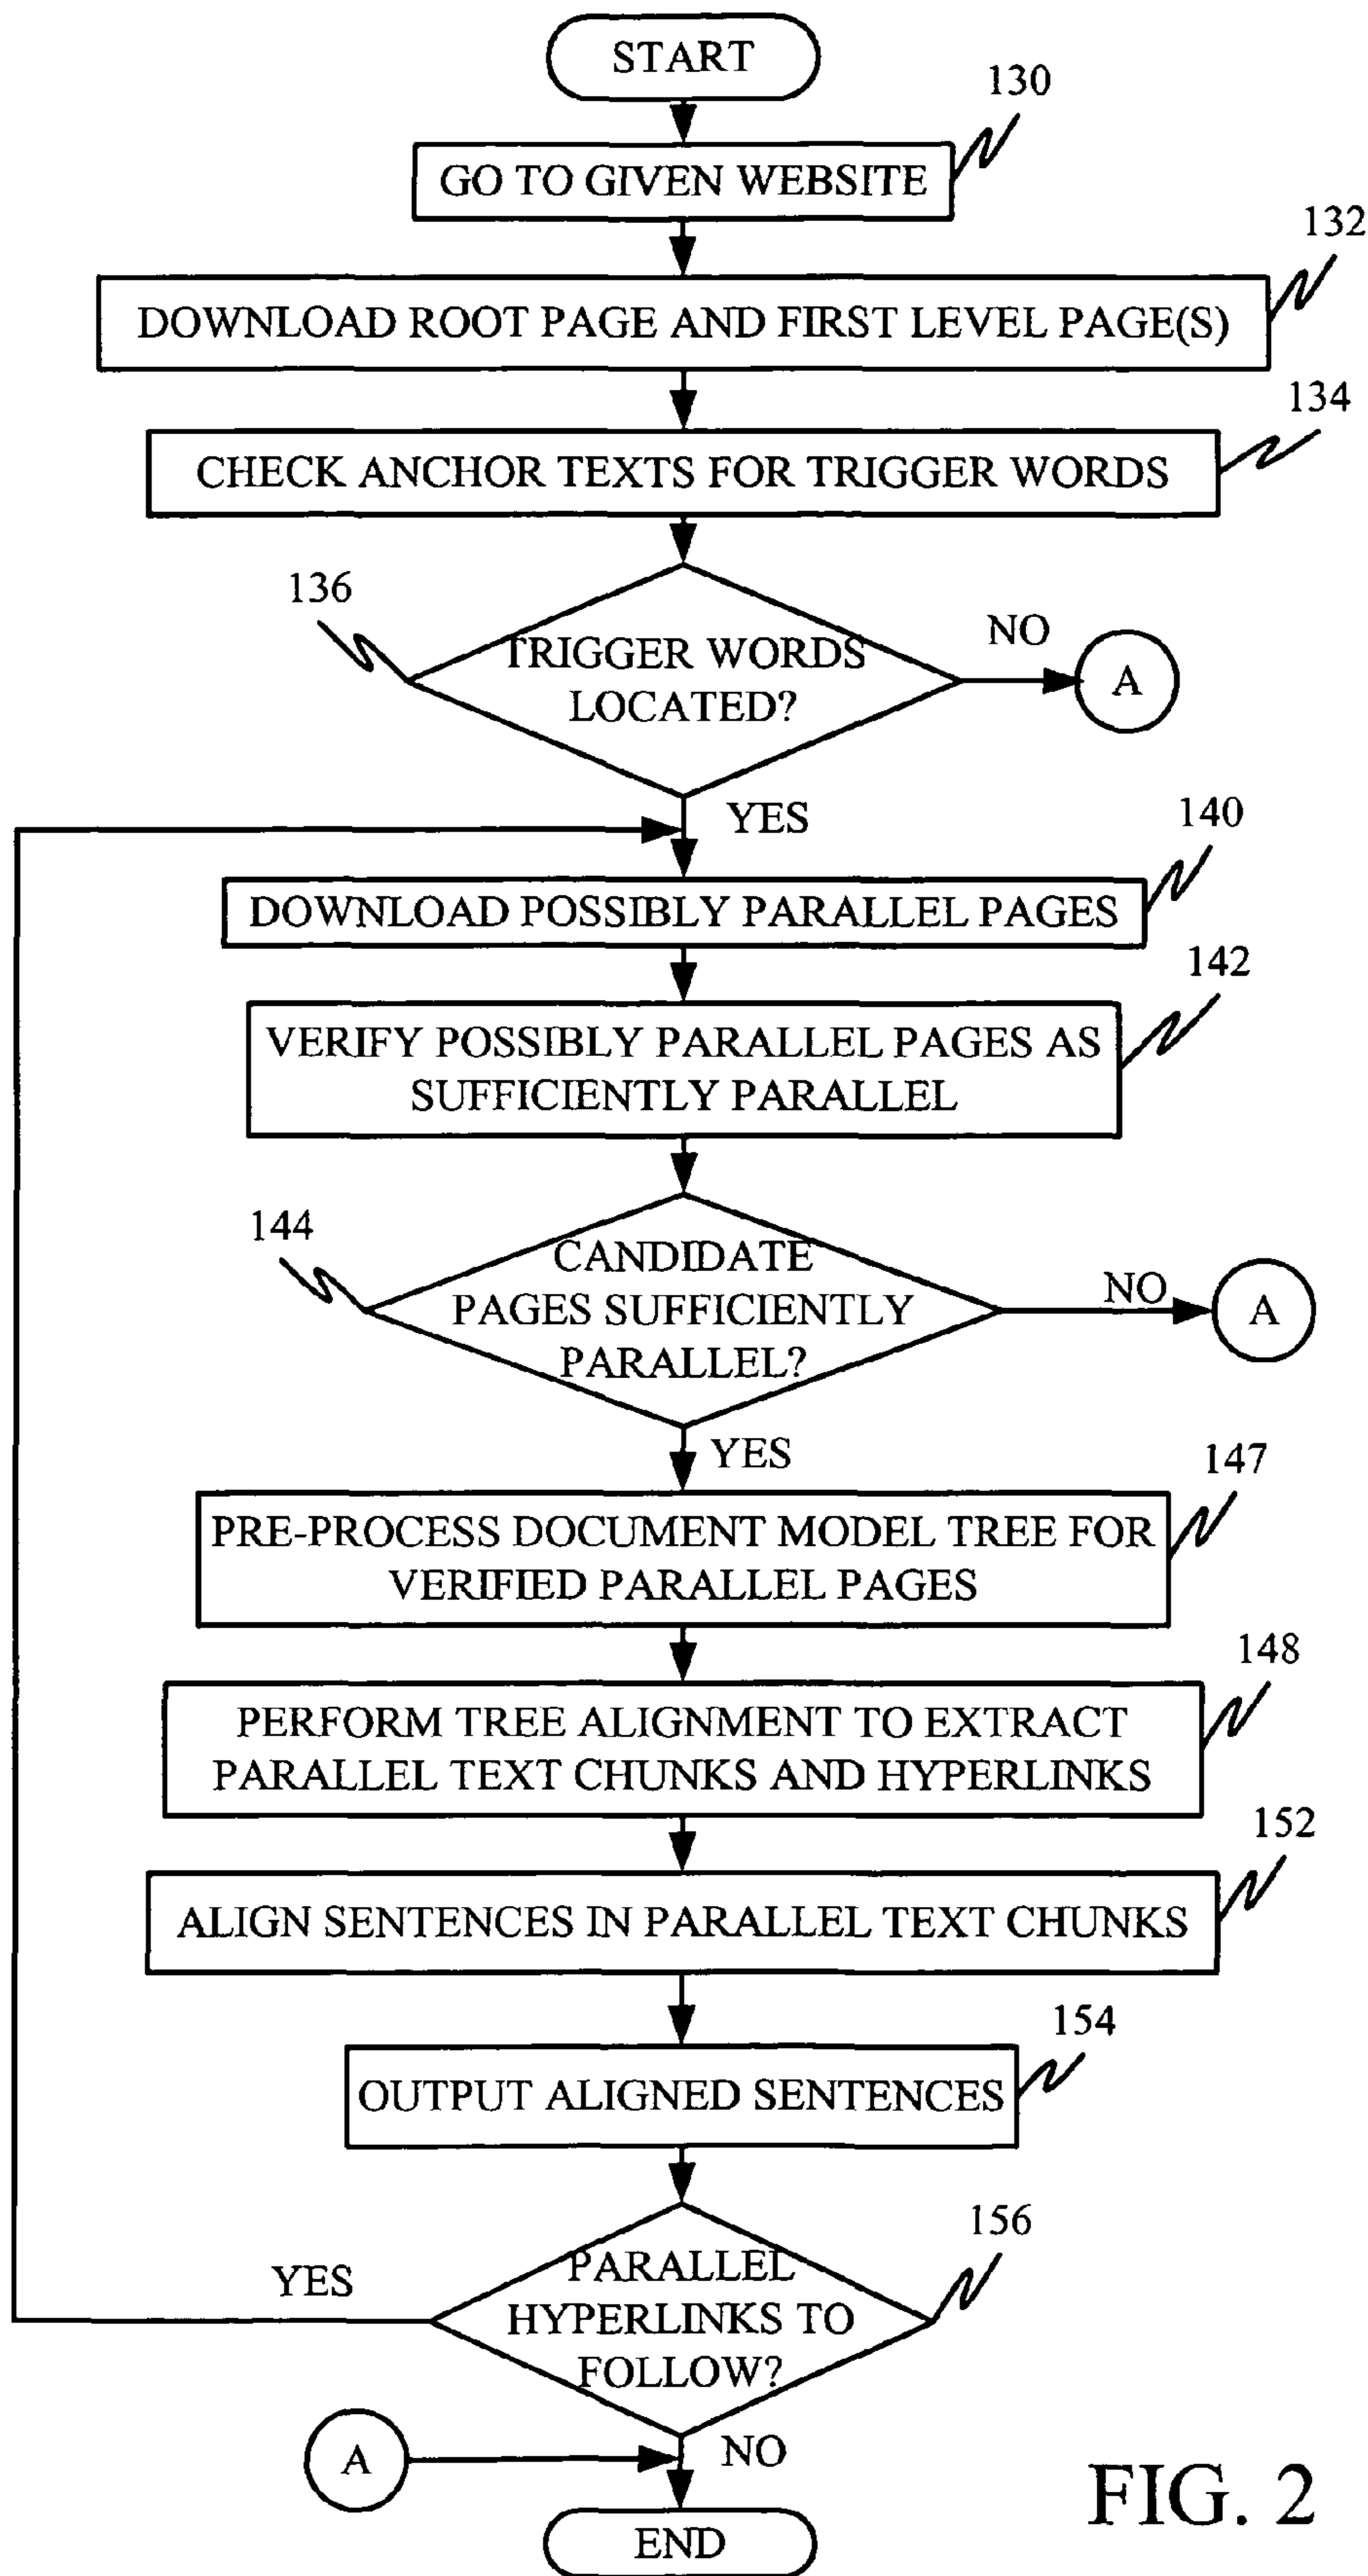 START
130
GO TO GIVEN WEBSITE
132
DOWNLOAD ROOT PAGE AND FIRST LEVEL PAGE(S)
134
CHECK ANCHOR TEXTS FOR TRIGGER WORDS
136
TRIGGER WORDS
LOCATED?
NO
A
YES
140
DOWNLOAD POSSIBLY PARALLEL PAGES
142
VERIFY POSSIBLY PARALLEL PAGES AS
SUFFICIENTLY PARALLEL
144
CANDIDATE
PAGES SUFFICIENTLY
PARALLEL?
NO
A
YES
147
PRE-PROCESS DOCUMENT MODEL TREE FOR
VERIFIED PARALLEL PAGES
148
PERFORM TREE ALIGNMENT TO EXTRACT
PARALLEL TEXT CHUNKS AND HYPERLINKS
152
ALIGN SENTENCES IN PARALLEL TEXT CHUNKS
154
OUTPUT ALIGNED SENTENCES
156
YES
PARALLEL
HYPERLINKS TO
FOLLOW?
A
NO
END
FIG. 2